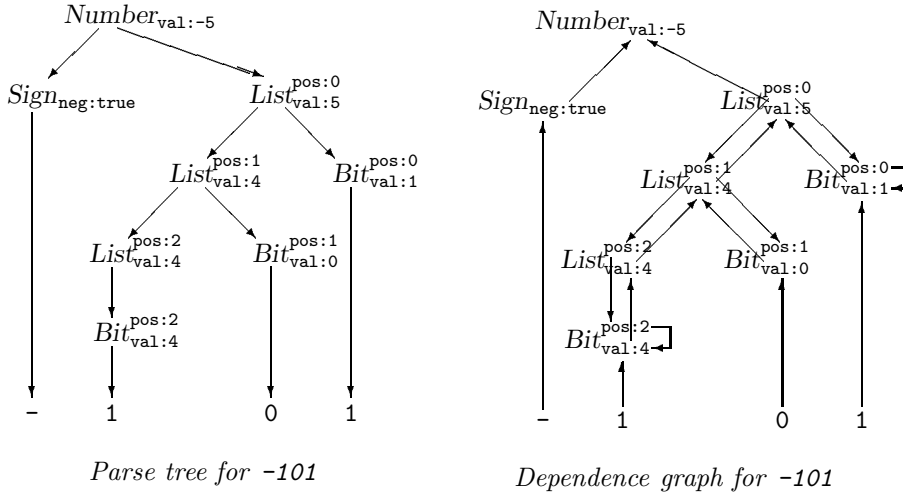 Number val:-5
Sign neg:true
List pos:0 val:5
List pos:1 val:4
Bit pos:0 val:1
List pos:2 val:4
Bit pos:1 val:0
Bit pos:2 val:4
- 1 0 1
Parse tree for -101
Number val:-5
Sign neg:true
List pos:0 val:5
List pos:1 val:4
Bit pos:0 val:1
List pos:2 val:4
Bit pos:1 val:0
Bit pos:2 val:4
- 1 0 1
Dependence graph for -101